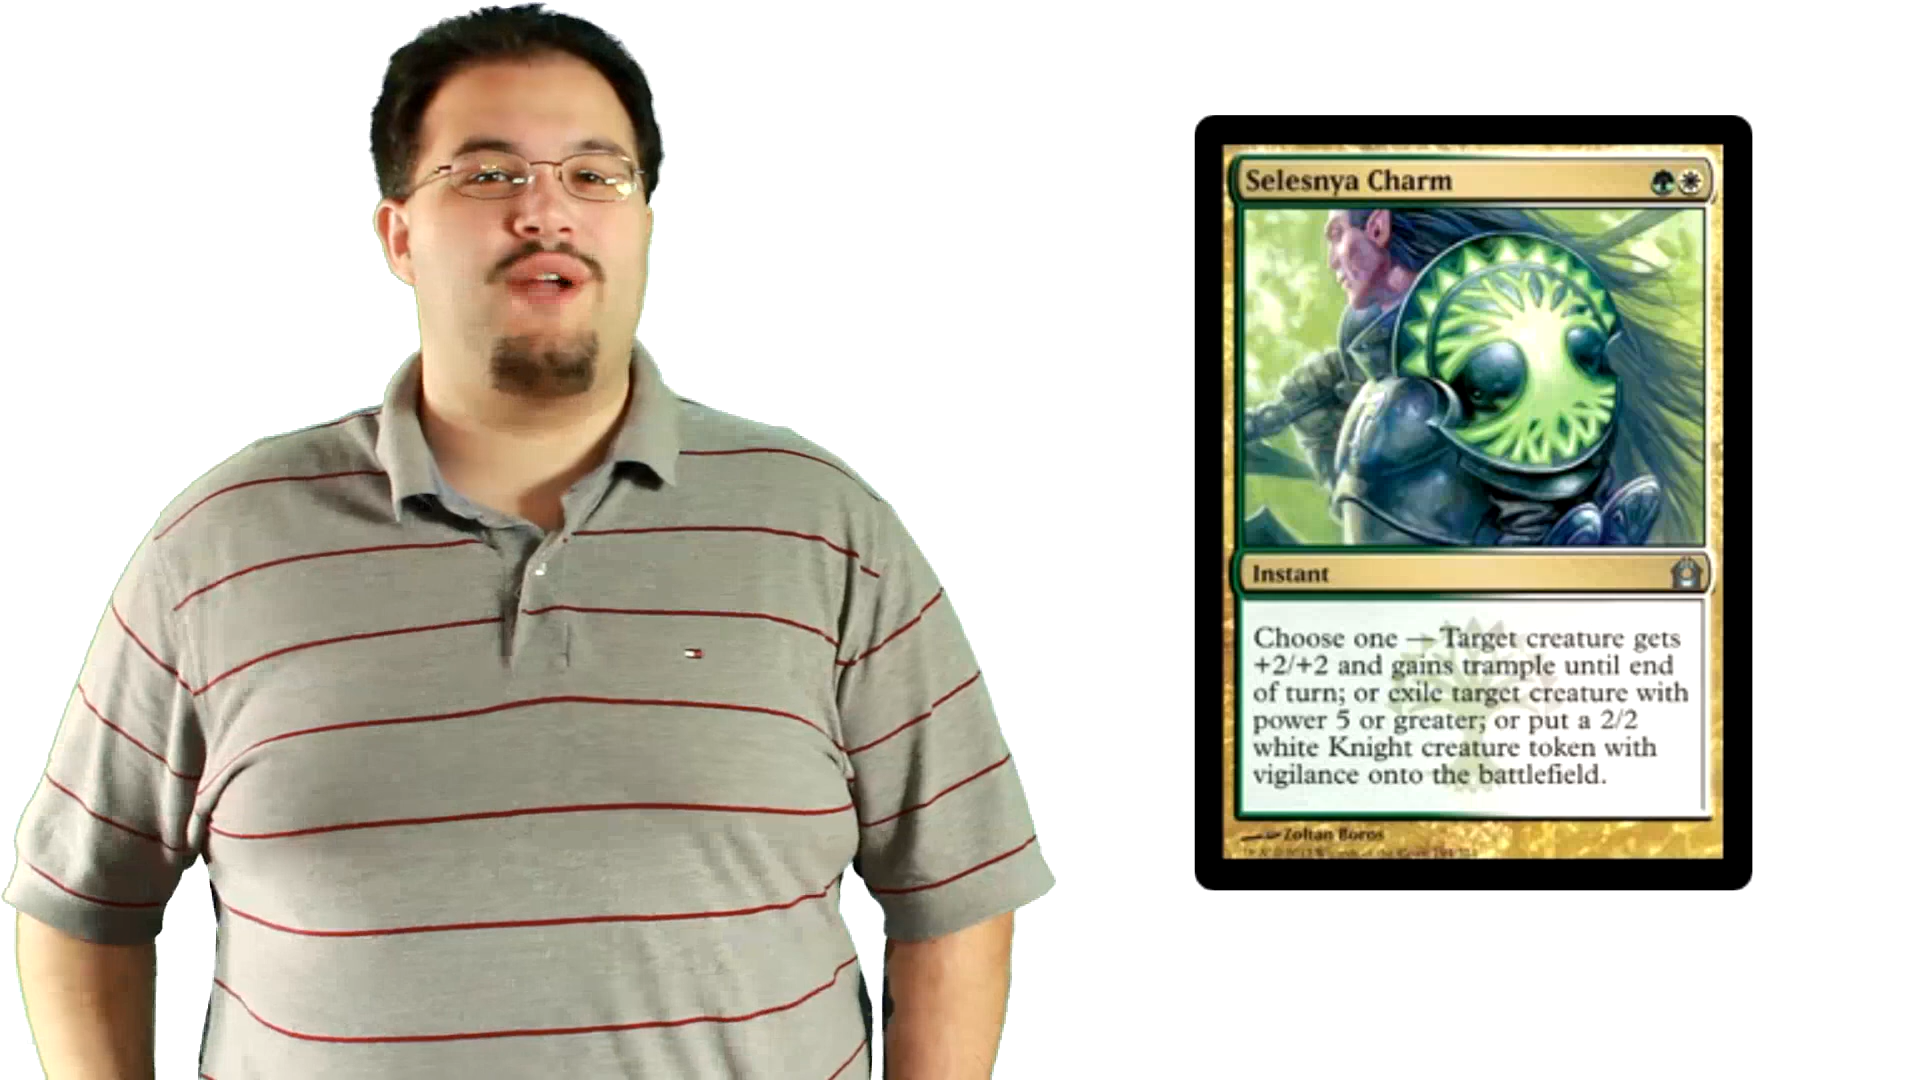 Selesnya Charm
Instant
Choose one — Target creature gets
+2/+2 and gains trample until end
of turn; or exile target creature with
power 5 or greater; or put a 2/2
white Knight creature token with
vigilance onto the battlefield.
Zoltan Boros